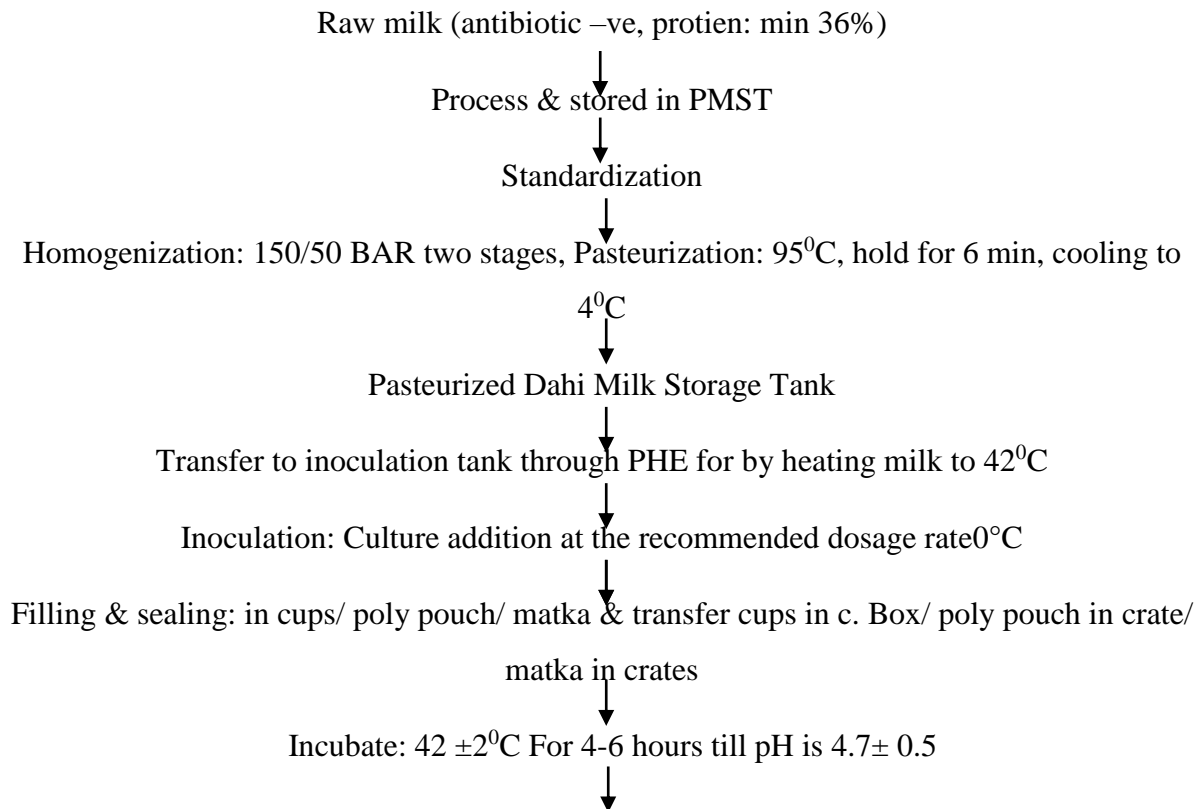 Raw milk (antibiotic –ve, protien: min 36%)
Process & stored in PMST
Standardization
Homogenization: 150/50 BAR two stages, Pasteurization: 95⁰C, hold for 6 min, cooling to
4⁰C
Pasteurized Dahi Milk Storage Tank
Transfer to inoculation tank through PHE for by heating milk to 42⁰C
Inoculation: Culture addition at the recommended dosage rate0°C
Filling & sealing: in cups/ poly pouch/ matka & transfer cups in c. Box/ poly pouch in crate/
matka in crates
Incubate: 42 ±2⁰C For 4-6 hours till pH is 4.7± 0.5